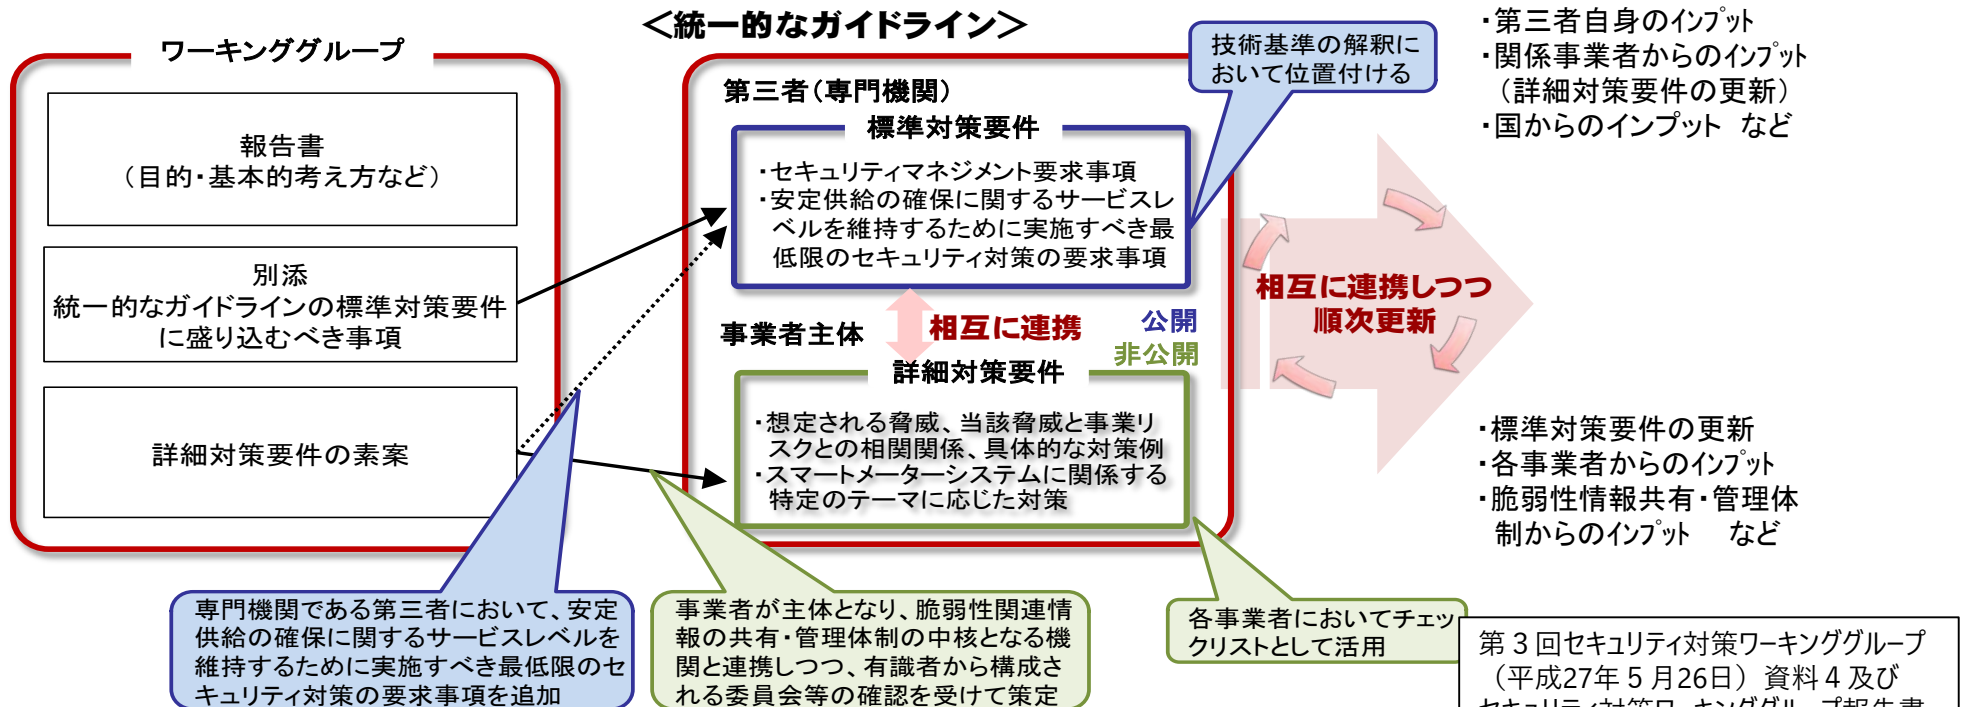 ＜統一的なガイドライン＞
ワーキンググループ
報告書
（目的・基本的考え方など）
別添
統一的なガイドラインの標準対策要件
に盛り込むべき事項
詳細対策要件の素案
第三者（専門機関）
標準対策要件
・セキュリティマネジメント要求事項
・安定供給の確保に関するサービスレ
ベルを維持するために実施すべき最
低限のセキュリティ対策の要求事項
事業者主体
相互に連携
公開
非公開
詳細対策要件
・想定される脅威、当該脅威と事業リ
スクとの相関関係、具体的な対策例
・スマートメーターシステムに関係する
特定のテーマに応じた対策
技術基準の解釈に
おいて位置付ける
・第三者自身のインプット
・関係事業者からのインプット
（詳細対策要件の更新）
・国からのインプット　など
相互に連携しつつ
順次更新
・標準対策要件の更新
・各事業者からのインプット
・脆弱性情報共有・管理体
制からのインプット　など
専門機関である第三者において、安定
供給の確保に関するサービスレベルを
維持するために実施すべき最低限のセ
キュリティ対策の要求事項を追加
事業者が主体となり、脆弱性関連情
報の共有・管理体制の中核となる機
関と連携しつつ、有識者から構成さ
れる委員会等の確認を受けて策定
各事業者においてチェッ
クリストとして活用
第３回セキュリティ対策ワーキンググループ
（平成27年５月26日）資料４及び
セキュリティ対策ワーキンググループ報告書